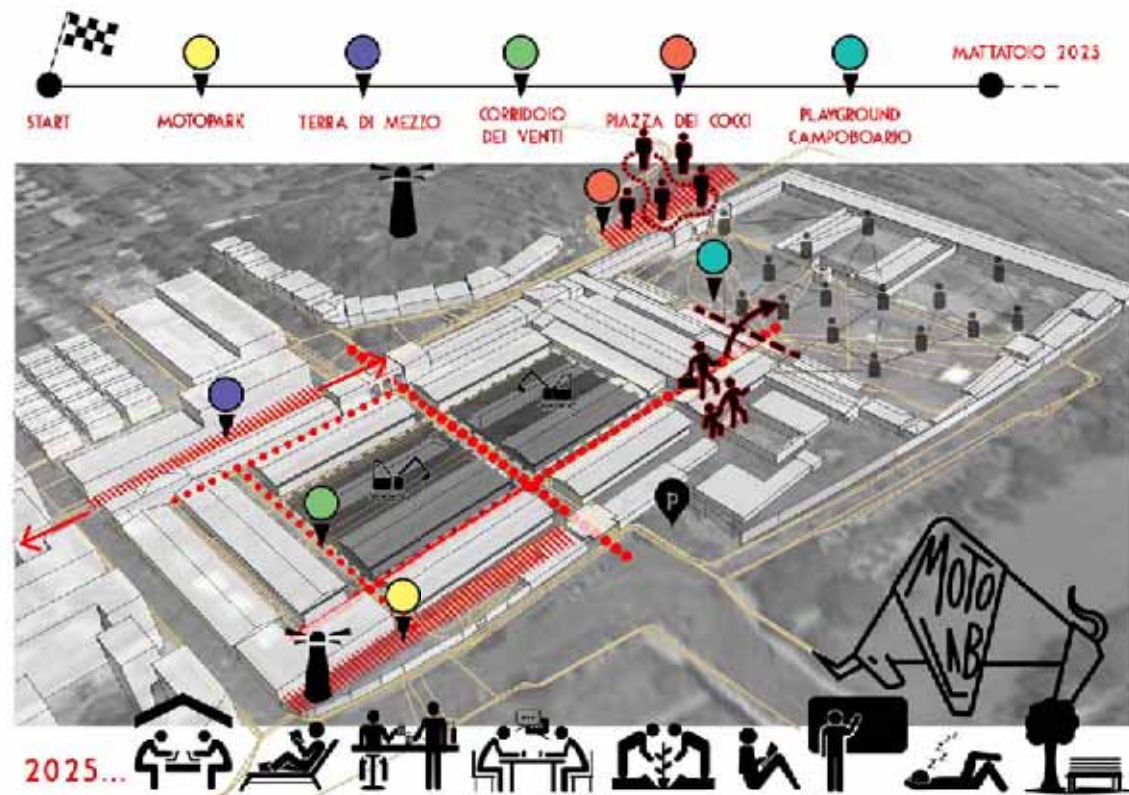 MATTATOIO 2025
START
MOTOPARK
TERRA DI MEZZO
CORRIDOIO
DEI VENTI
PIAZZA DEI COCCI
PLAYGROUND
CAMPOBOARIO
P
MOTO
LAB
2025...